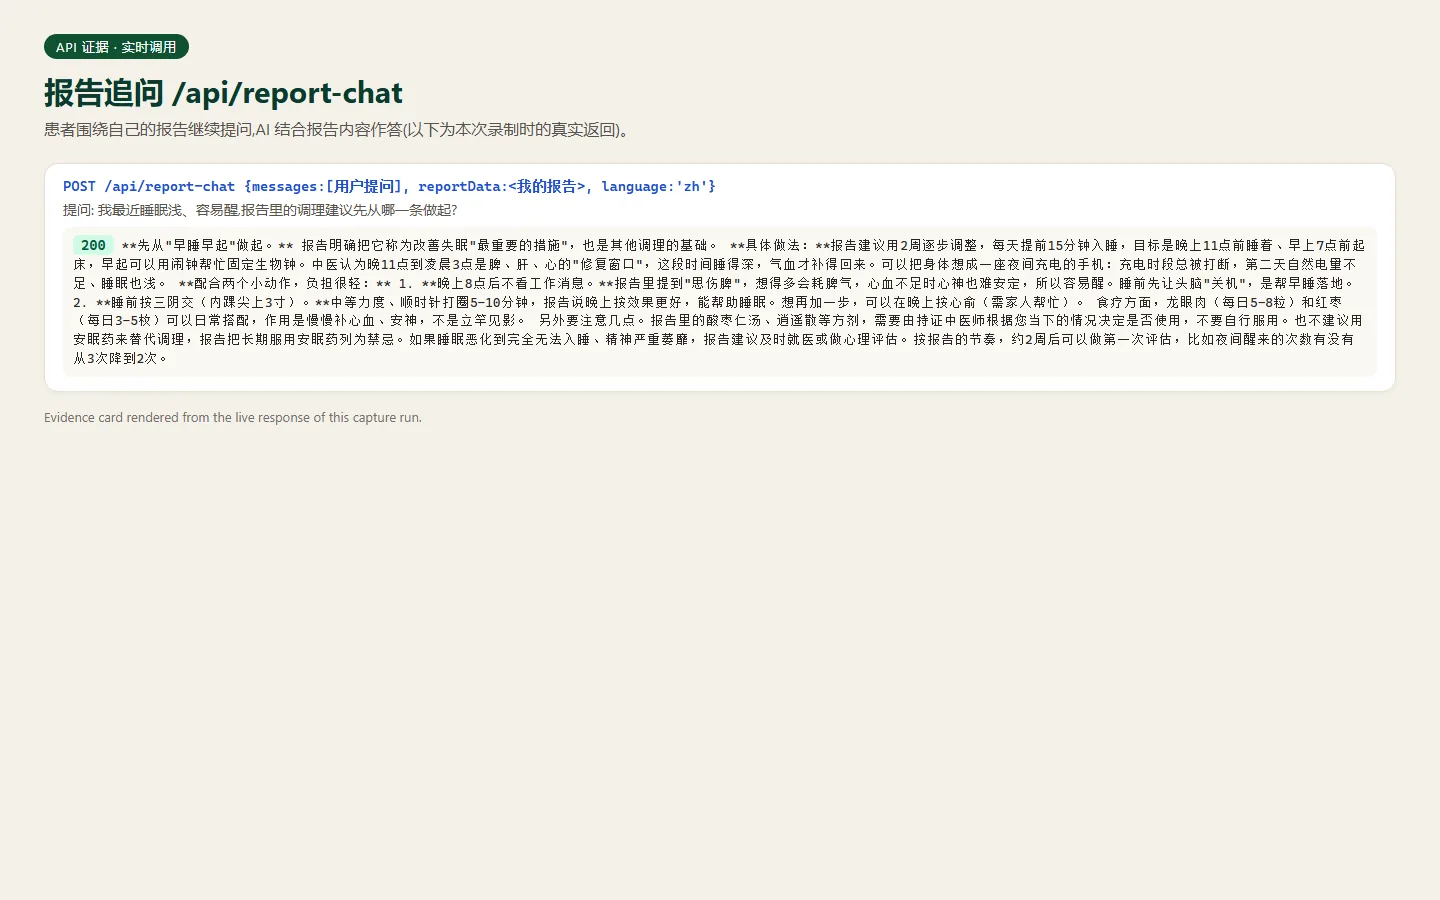 API 证据 · 实时调用
报告追问 /api/report-chat
患者围绕自己的报告继续提问,AI 结合报告内容作答(以下为本次录制时的真实返回)。
POST /api/report-chat {messages:[用户提问], reportData:<我的报告>, language:'zh'}
提问: 我最近睡眠浅、容易醒,报告里的调理建议先从哪一条做起?
200 **先从"早睡早起"做起。** 报告明确把它称为改善失眠"最重要的措施"，也是其他调理的基础。 **具体做法：**报告建议用2周逐步调整，每天提前15分钟入睡，目标是晚上11点前睡着、早上7点前起
床，早起可以用闹钟帮忙固定生物钟。中医认为晚11点到凌晨3点是脾、肝、心的"修复窗口"，这段时间睡得深，气血才补得回来。可以把身体想成一座夜间充电的手机：充电时段总被打断，第二天自然电量不
足、睡眠也浅。 **配合两个小动作，负担很轻：** 1. **晚上8点后不看工作消息。**报告里提到"思伤脾"，想得多会耗脾气，心血不足时心神也难安定，所以容易醒。睡前先让头脑"关机"，是帮早睡落地。
2. **睡前按三阴交（内踝尖上3寸）。**中等力度、顺时针打圈5-10分钟，报告说晚上按效果更好，能帮助睡眠。想再加一步，可以在晚上按心俞（需家人帮忙）。 食疗方面，龙眼肉（每日5-8粒）和红枣
（每日3-5枚）可以日常搭配，作用是慢慢补心血、安神，不是立竿见影。 另外要注意几点。报告里的酸枣仁汤、逍遥散等方剂，需要由持证中医师根据您当下的情况决定是否使用，不要自行服用。也不建议用
安眠药来替代调理，报告把长期服用安眠药列为禁忌。如果睡眠恶化到完全无法入睡、精神严重萎靡，报告建议及时就医或做心理评估。按报告的节奏，约2周后可以做第一次评估，比如夜间醒来的次数有没有
从3次降到2次。
Evidence card rendered from the live response of this capture run.